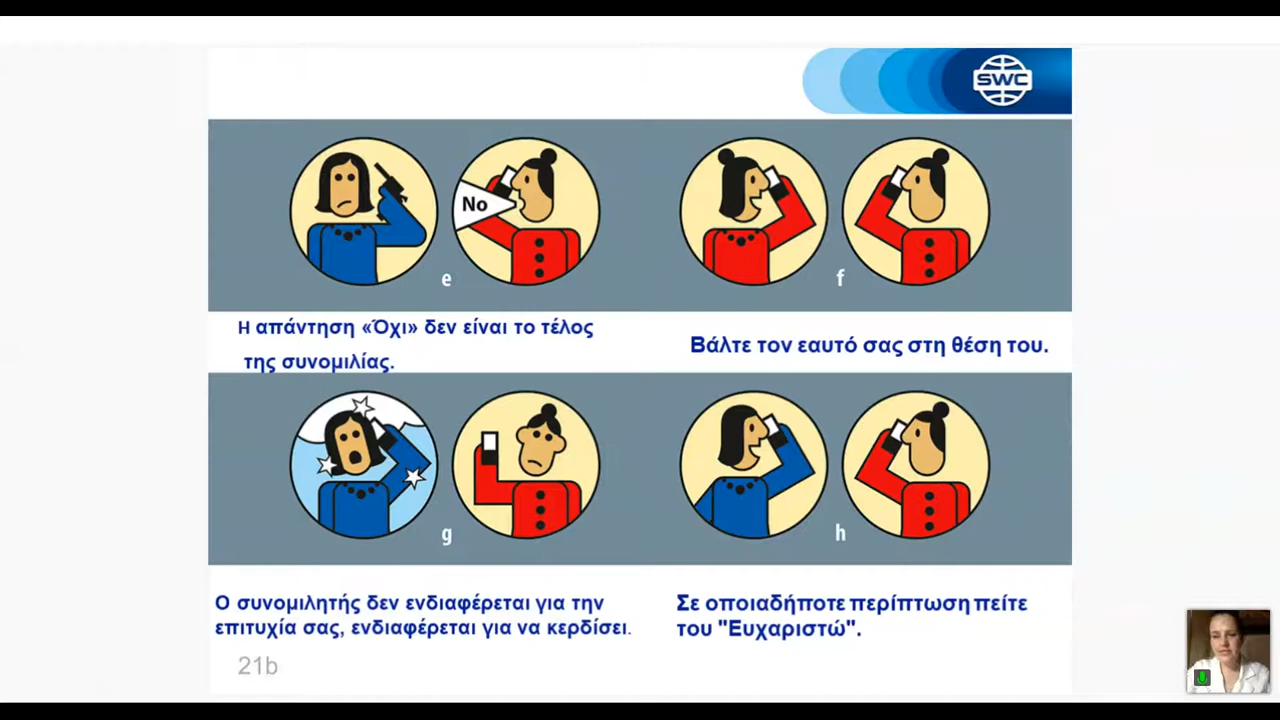 SWC
No
e
f
Η απάντηση «Όχι» δεν είναι το τέλος
της συνομιλίας.
Βάλτε τον εαυτό σας στη θέση του.
g
h
Ο συνομιλητής δεν ενδιαφέρεται για την
επιτυχία σας, ενδιαφέρεται για να κερδίσει.
Σε οποιαδήποτε περίπτωση πείτε
του "Ευχαριστώ".
21b